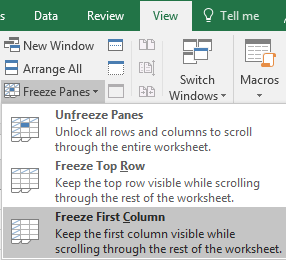 Data Review View Tell me
New Window
Arrange All
Freeze Panes
Switch
Windows
Macros
Unfreeze Panes
Unlock all rows and columns to scroll
through the entire worksheet.
Freeze Top Row
Keep the top row visible while scrolling
through the rest of the worksheet.
Freeze First Column
Keep the first column visible while
scrolling through the rest of the worksheet.